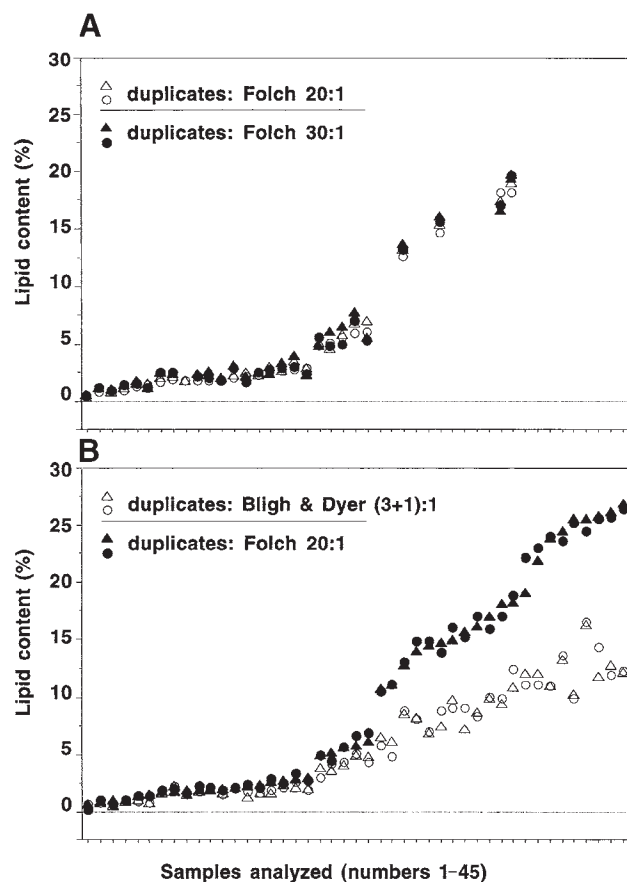 A
30
25
20
15
10
5
0
Lipid content (%)
duplicates: Folch 20:1
duplicates: Folch 30:1
B
30
25
20
15
10
5
0
Lipid content (%)
duplicates: Bligh & Dyer (3+1):1
duplicates: Folch 20:1
Samples analyzed (numbers 1–45)